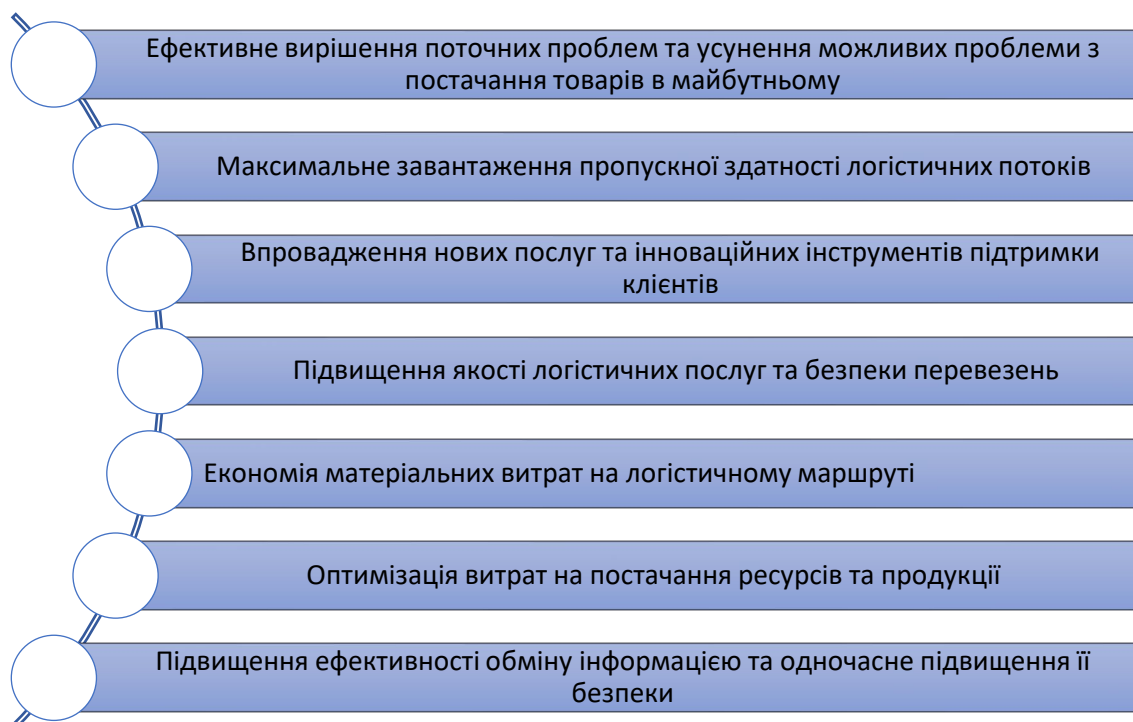 Ефективне вирішення поточних проблем та усунення можливих проблеми з
постачання товарів в майбутньому
Максимальне завантаження пропускної здатності логістичних потоків
Впровадження нових послуг та інноваційних інструментів підтримки
клієнтів
Підвищення якості логістичних послуг та безпеки перевезень
Економія матеріальних витрат на логістичному маршруті
Оптимізація витрат на постачання ресурсів та продукції
Підвищення ефективності обміну інформацією та одночасне підвищення її
безпеки